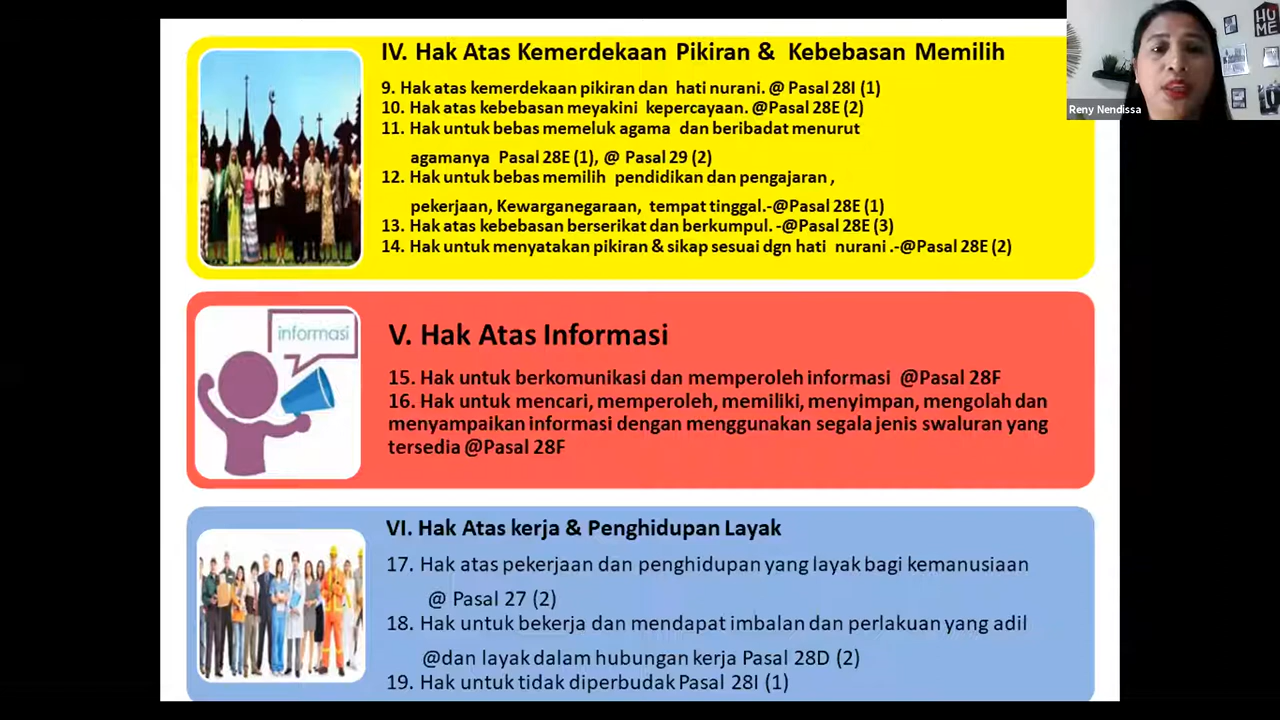 IV. Hak Atas Kemerdekaan Pikiran & Kebebasan Memilih
9. Hak atas kemerdekaan pikiran dan hati nurani. @ Pasal 28I (1)
10. Hak atas kebebasan meyakini kepercayaan. @Pasal 28E (2)
11. Hak untuk bebas memeluk agama dan beribadat menurut
agamanya Pasal 28E (1), @ Pasal 29 (2)
12. Hak untuk bebas memilih pendidikan dan pengajaran ,
pekerjaan, Kewarganegaraan, tempat tinggal.-@Pasal 28E (1)
13. Hak atas kebebasan berserikat dan berkumpul. -@Pasal 28E (3)
14. Hak untuk menyatakan pikiran & sikap sesuai dgn hati nurani .-@Pasal 28E (2)
HOME
Reny Nendissa
informasi
V. Hak Atas Informasi
15. Hak untuk berkomunikasi dan memperoleh informasi @Pasal 28F
16. Hak untuk mencari, memperoleh, memiliki, menyimpan, mengolah dan
menyampaikan informasi dengan menggunakan segala jenis swaluran yang
tersedia @Pasal 28F
VI. Hak Atas kerja & Penghidupan Layak
17. Hak atas pekerjaan dan penghidupan yang layak bagi kemanusiaan
@ Pasal 27 (2)
18. Hak untuk bekerja dan mendapat imbalan dan perlakuan yang adil
@dan layak dalam hubungan kerja Pasal 28D (2)
19. Hak untuk tidak diperbudak Pasal 28I (1)